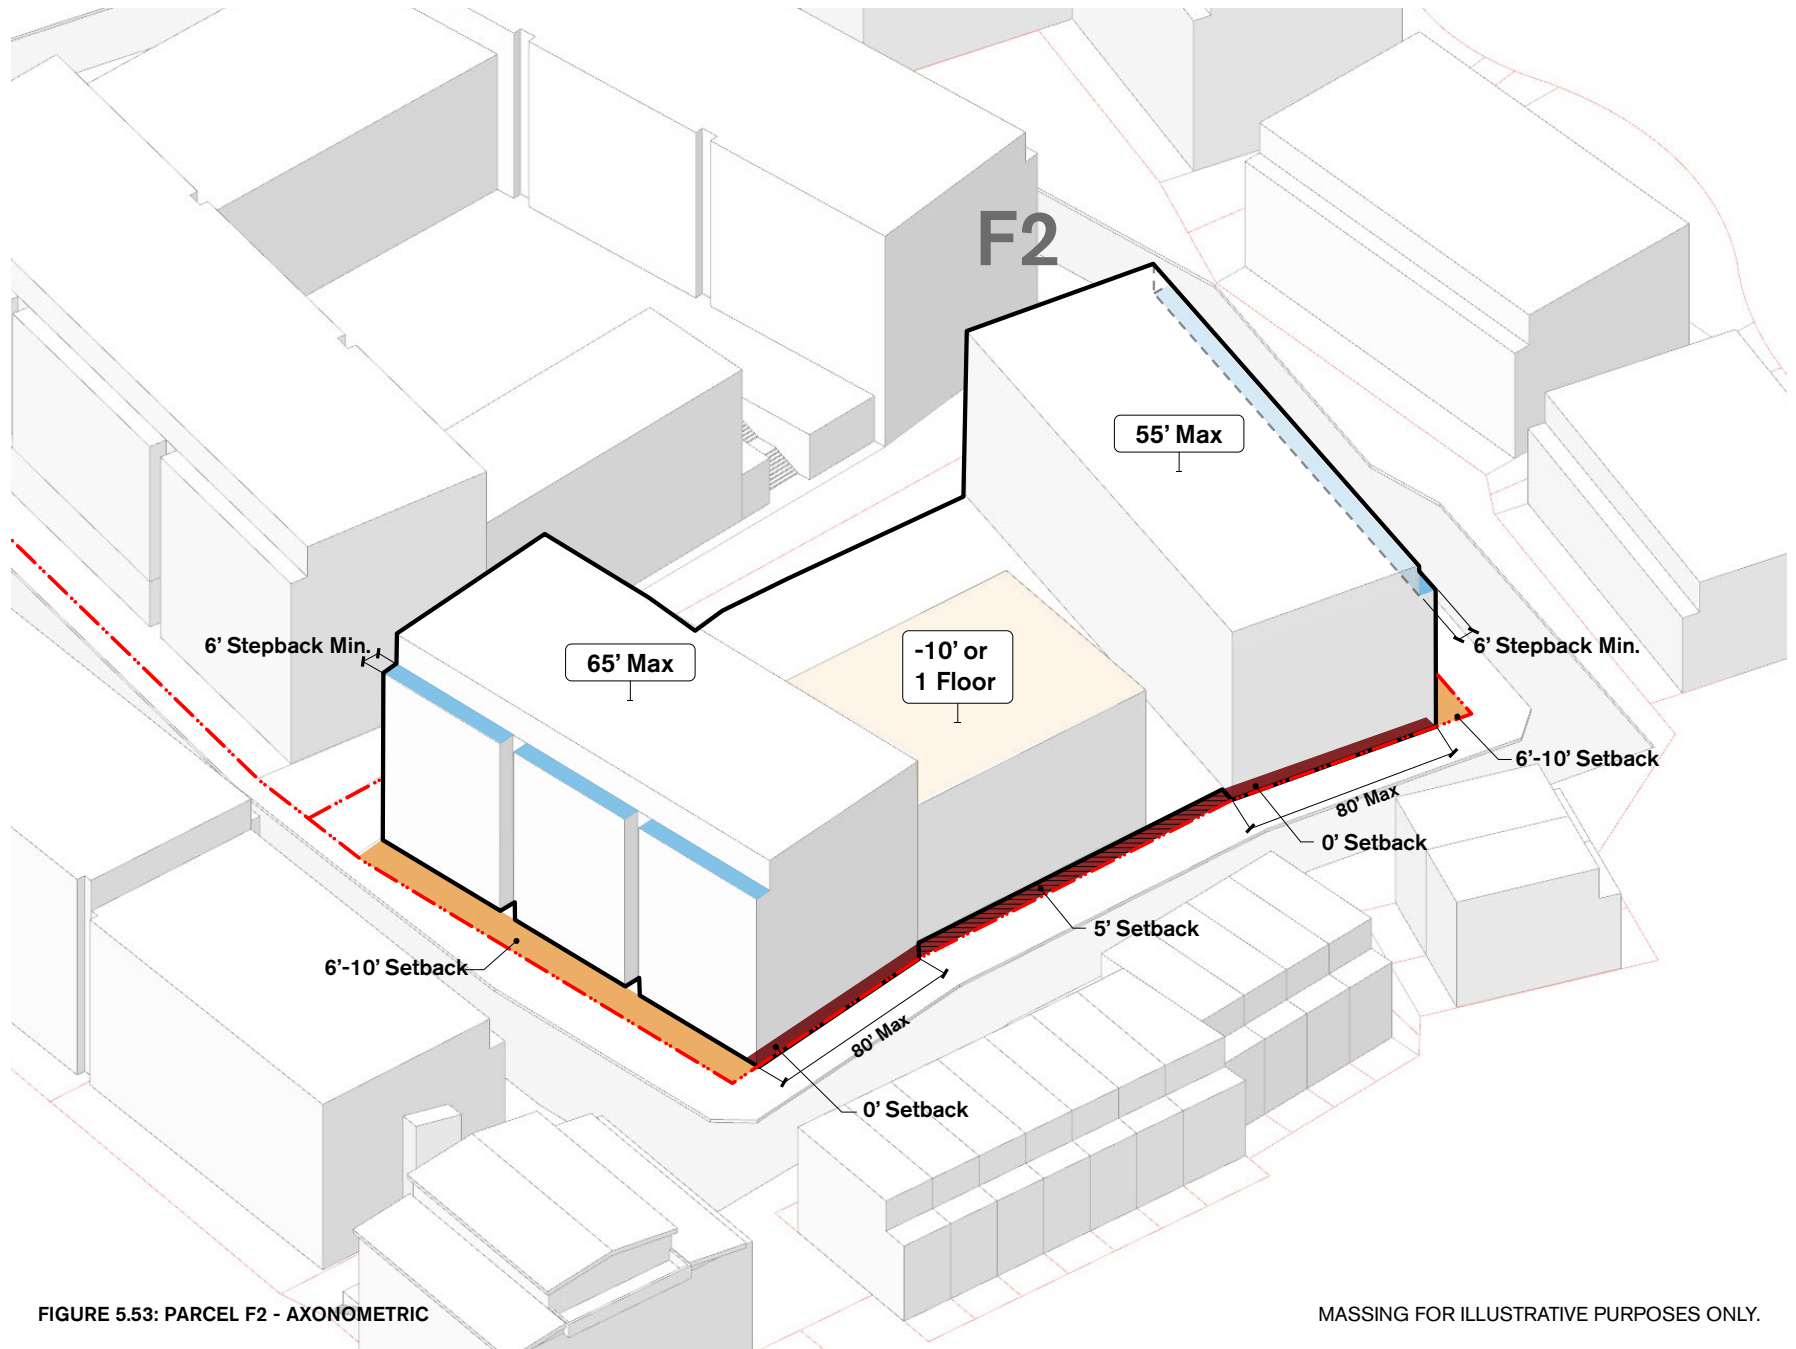 F2
55’ Max
6’ Stepback Min.
65’ Max
-10’ or
1 Floor
6’ Stepback Min.
6’-10’ Setback
80’ Max
0’ Setback
5’ Setback
6’-10’ Setback
80’ Max
0’ Setback
FIGURE 5.53: PARCEL F2 - AXONOMETRIC
MASSING FOR ILLUSTRATIVE PURPOSES ONLY.